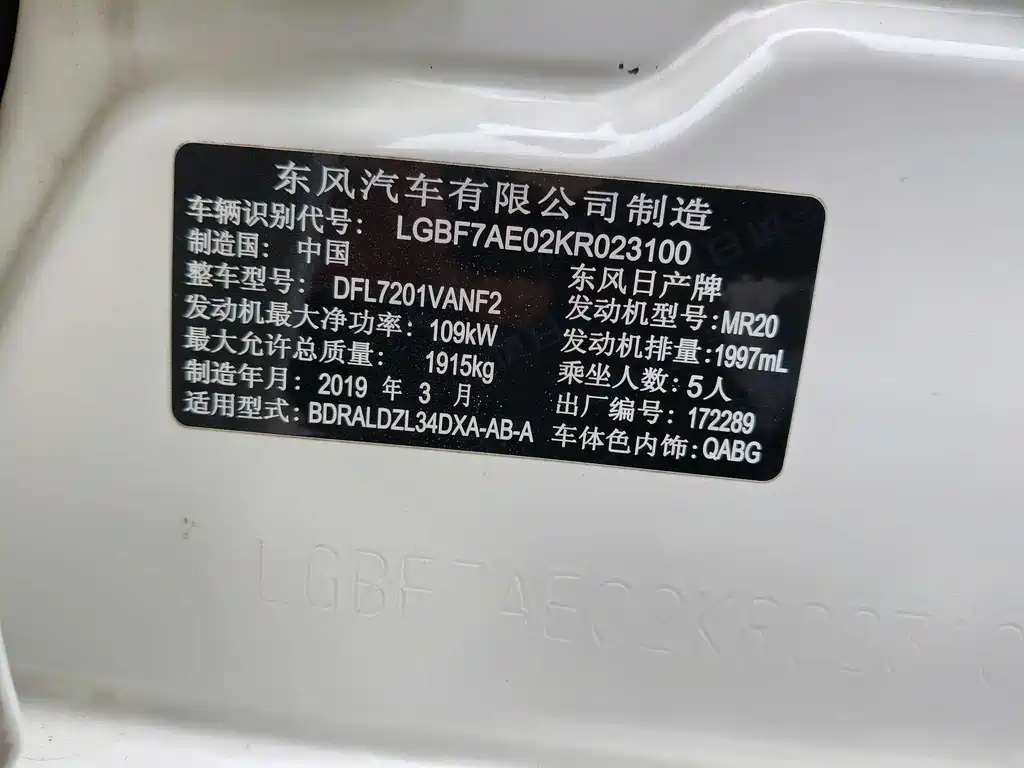 东风汽车有限公司制造
车辆识别代号: LGBF7AE02KR023100
制造国: 中国 东风日产牌
整车型号: DFL7201VANF2 发动机型号:MR20
发动机最大净功率: 109kW 发动机排量:1997mL
最大允许总质量: 1915kg 乘坐人数:5人
制造年月: 2019 年 3 月 出厂编号: 172289
适用型式: BDRALDZL34DXA-AB-A 车体色内饰:QABG
LGBF7AE02KR02310